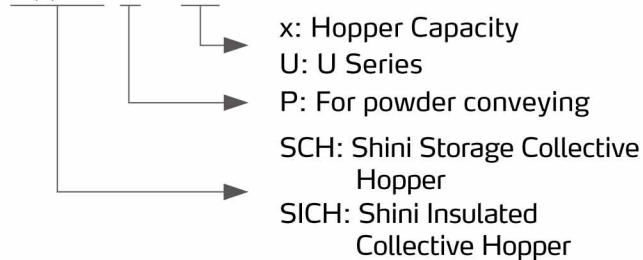 x: Hopper Capacity
U: U Series
P: For powder conveying
SCH: Shini Storage Collective
Hopper
SICH: Shini Insulated
Collective Hopper